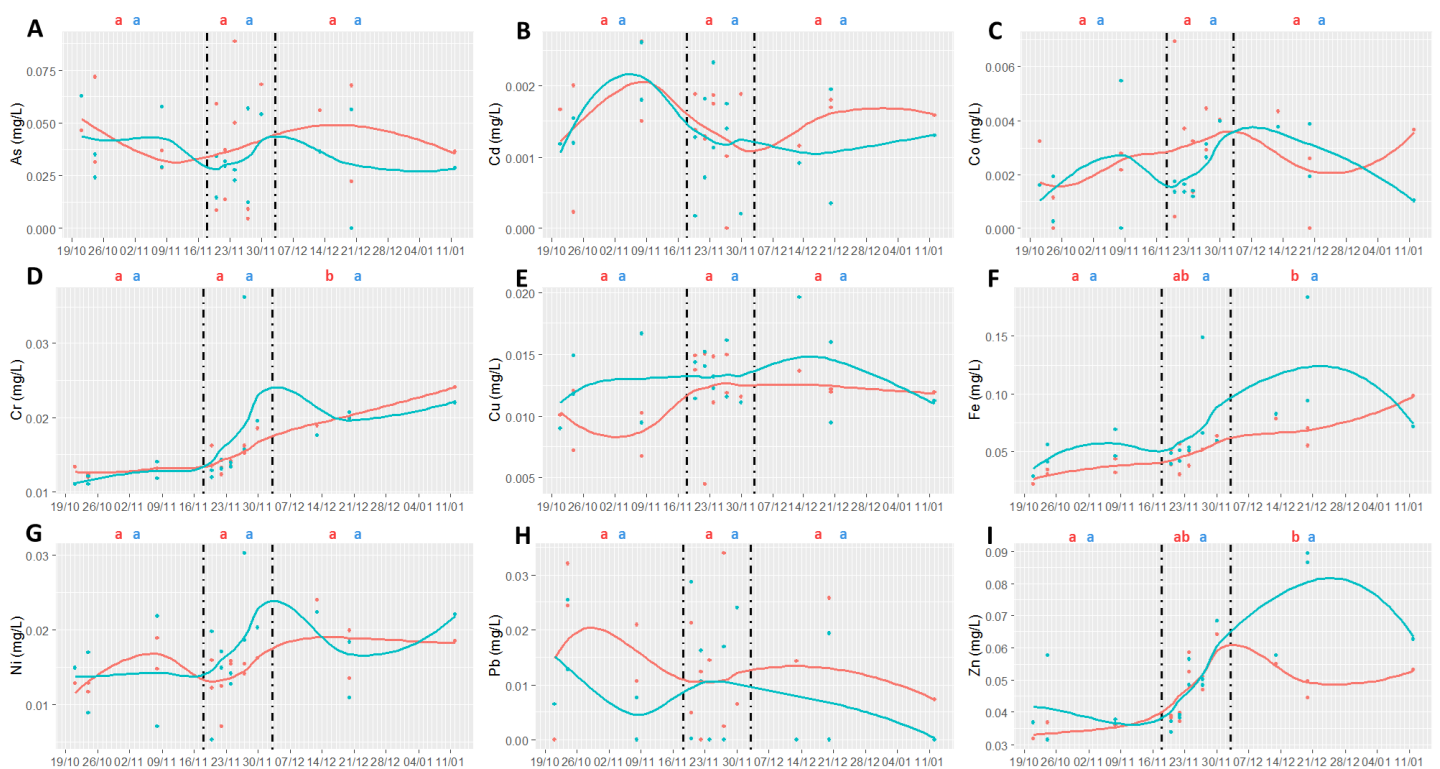 A a a a a a a
B a a a a a a
C a a a a a a
As (mg/L)
0.075
0.050
0.025
0.000
19/10 26/10 02/11 09/11 16/11 23/11 30/11 07/12 14/12 21/12 28/12 04/01 11/01
Cd (mg/L)
0.002
0.001
0.000
19/10 26/10 02/11 09/11 16/11 23/11 30/11 07/12 14/12 21/12 28/12 04/01 11/01
Co (mg/L)
0.006
0.004
0.002
0.000
19/10 26/10 02/11 09/11 16/11 23/11 30/11 07/12 14/12 21/12 28/12 04/01 11/01
D a a a a b a
E a a a a a a
F a a ab a b a
Cr (mg/L)
0.03
0.02
0.01
19/10 26/10 02/11 09/11 16/11 23/11 30/11 07/12 14/12 21/12 28/12 04/01 11/01
Cu (mg/L)
0.020
0.015
0.010
0.005
19/10 26/10 02/11 09/11 16/11 23/11 30/11 07/12 14/12 21/12 28/12 04/01 11/01
Fe (mg/L)
0.15
0.10
0.05
19/10 26/10 02/11 09/11 16/11 23/11 30/11 07/12 14/12 21/12 28/12 04/01 11/01
G a a a a a a
H a a a a a a
I a a ab a b a
Ni (mg/L)
0.03
0.02
0.01
19/10 26/10 02/11 09/11 16/11 23/11 30/11 07/12 14/12 21/12 28/12 04/01 11/01
Pb (mg/L)
0.03
0.02
0.01
0.00
19/10 26/10 02/11 09/11 16/11 23/11 30/11 07/12 14/12 21/12 28/12 04/01 11/01
Zn (mg/L)
0.09
0.08
0.07
0.06
0.05
0.04
0.03
19/10 26/10 02/11 09/11 16/11 23/11 30/11 07/12 14/12 21/12 28/12 04/01 11/01